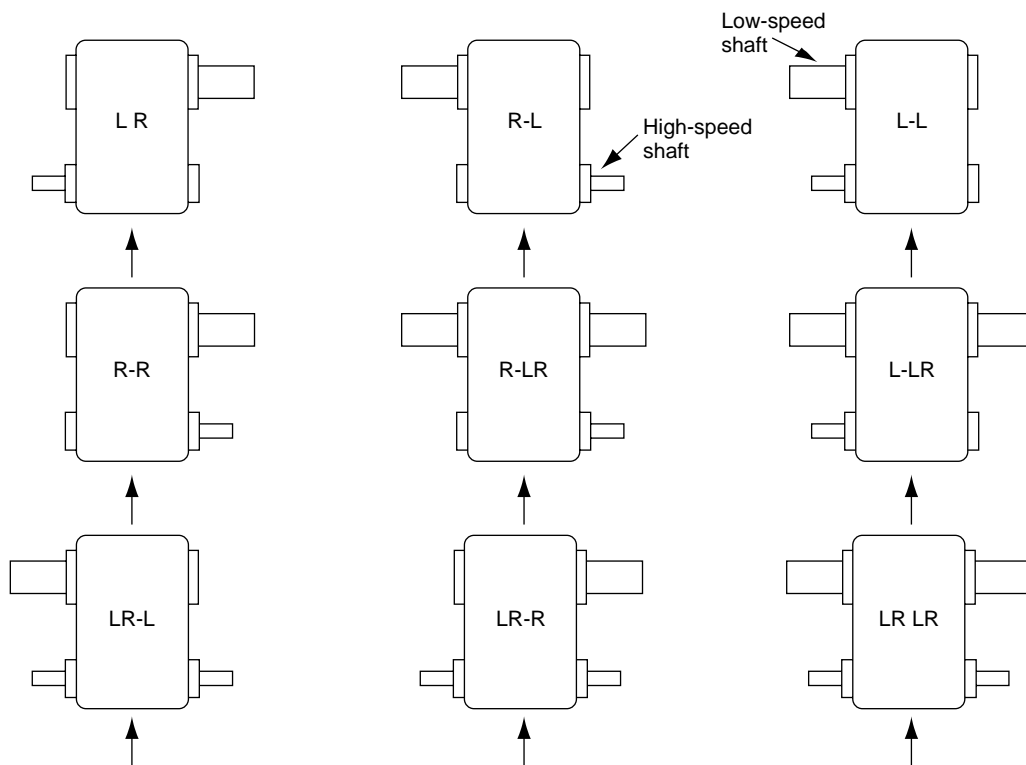 Low-speed
shaft
L R
R-L
High-speed
shaft
L-L
R-R
R-LR
L-LR
LR-L
LR-R
LR LR